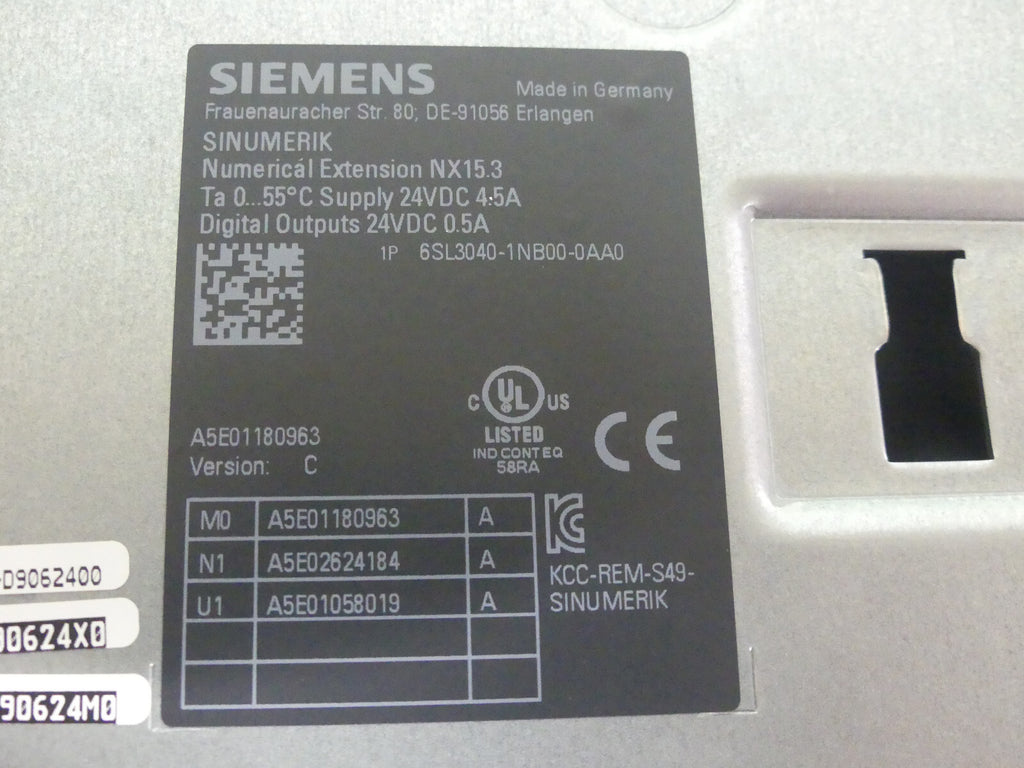 SIEMENS Made in Germany
Frauenauracher Str. 80; DE-91056 Erlangen
SINUMERIK
Numerical Extension NX15.3
Ta 0...55°C Supply 24VDC 4.5A
Digital Outputs 24VDC 0.5A
1P 6SL3040-1NB00-0AA0
C UL US
LISTED
IND CONT EQ
58RA
CE
A5E01180963
Version: C
M0 A5E01180963 A
N1 A5E02624184 A
U1 A5E01058019 A
KCC-REM-S49-
SINUMERIK
-D9062400
00624X0
90624M0